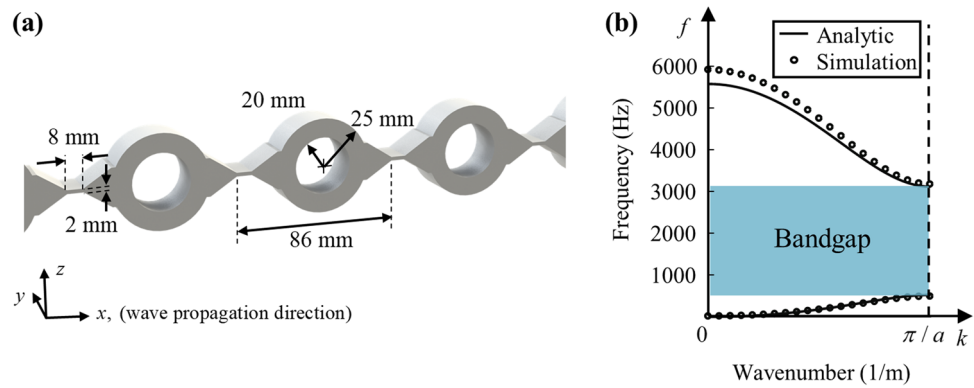 (a)
20 mm
25 mm
8 mm
2 mm
86 mm
z
y
x, (wave propagation direction)
(b)
f
Analytic
Simulation
6000
5000
4000
3000
2000
1000
Frequency (Hz)
Bandgap
0
π / a
k
Wavenumber (1/m)